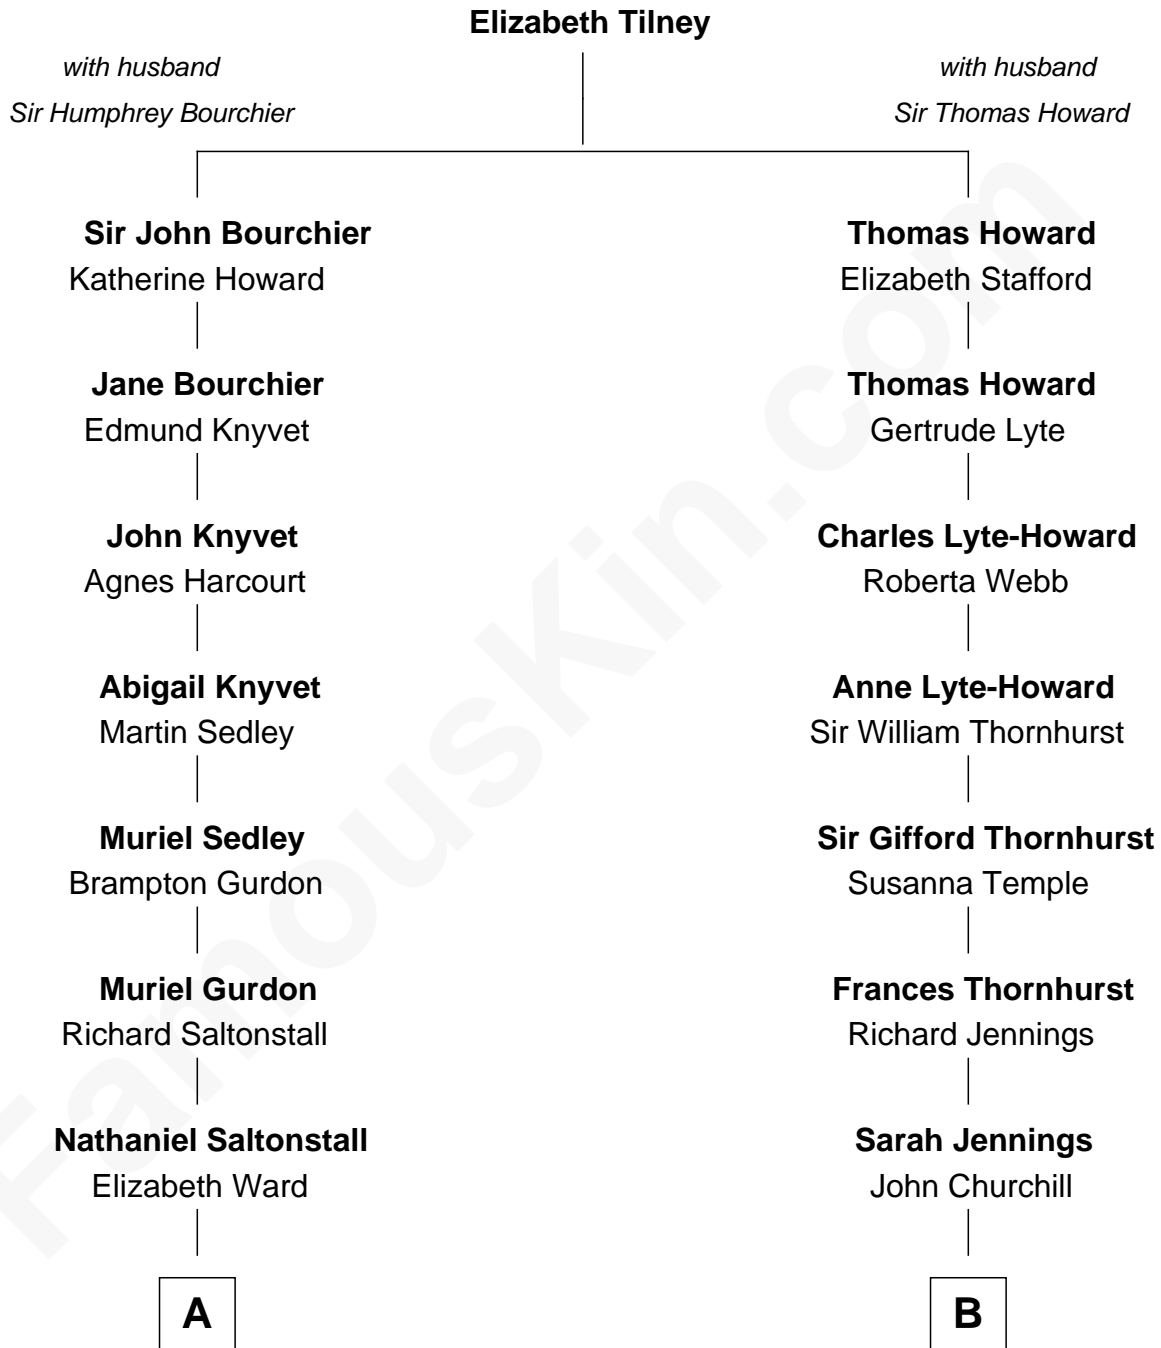 Elizabeth Tilney
with husband
Sir Humphrey Bourchier
with husband
Sir Thomas Howard
Sir John Bourchier
Katherine Howard
Thomas Howard
Elizabeth Stafford
Jane Bourchier
Edmund Knyvet
Thomas Howard
Gertrude Lyte
John Knyvet
Agnes Harcourt
Charles Lyte-Howard
Roberta Webb
Abigail Knyvet
Martin Sedley
Anne Lyte-Howard
Sir William Thornhurst
Muriel Sedley
Brampton Gurdon
Sir Gifford Thornhurst
Susanna Temple
Muriel Gurdon
Richard Saltonstall
Frances Thornhurst
Richard Jennings
Nathaniel Saltonstall
Elizabeth Ward
Sarah Jennings
John Churchill
A
B
FamousKin.com